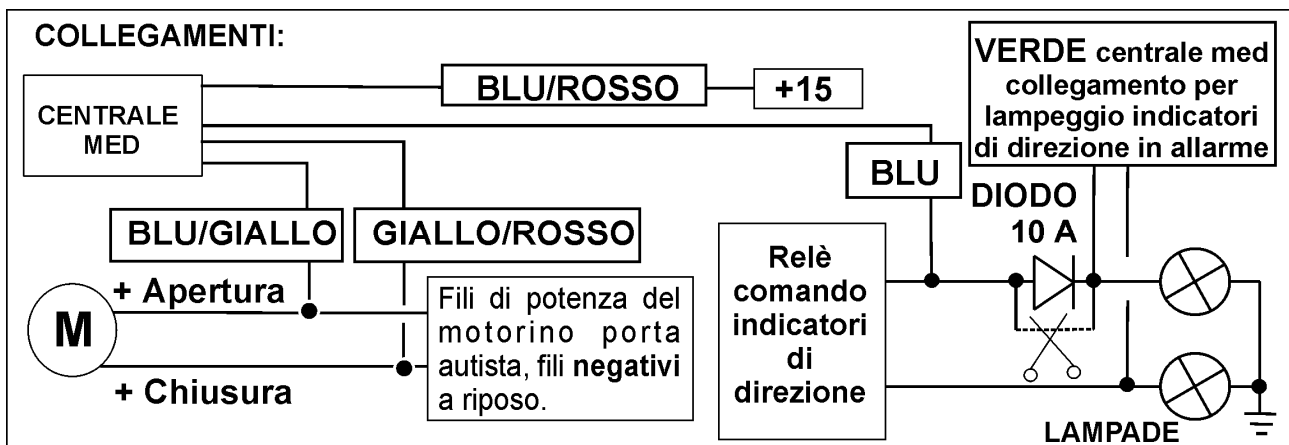 COLLEGAMENTI:
CENTRALE
MED
BLU/ROSSO
+15
VERDE centrale med
collegamento per
lampeggio indicatori
di direzione in allarme
BLU
DIODO
10 A
BLU/GIALLO
GIALLO/ROSSO
+ Apertura
M
+ Chiusura
Fili di potenza del
motorino porta
autista, fili negativi
a riposo.
Relè
comando
indicatori
di
direzione
LAMPADE